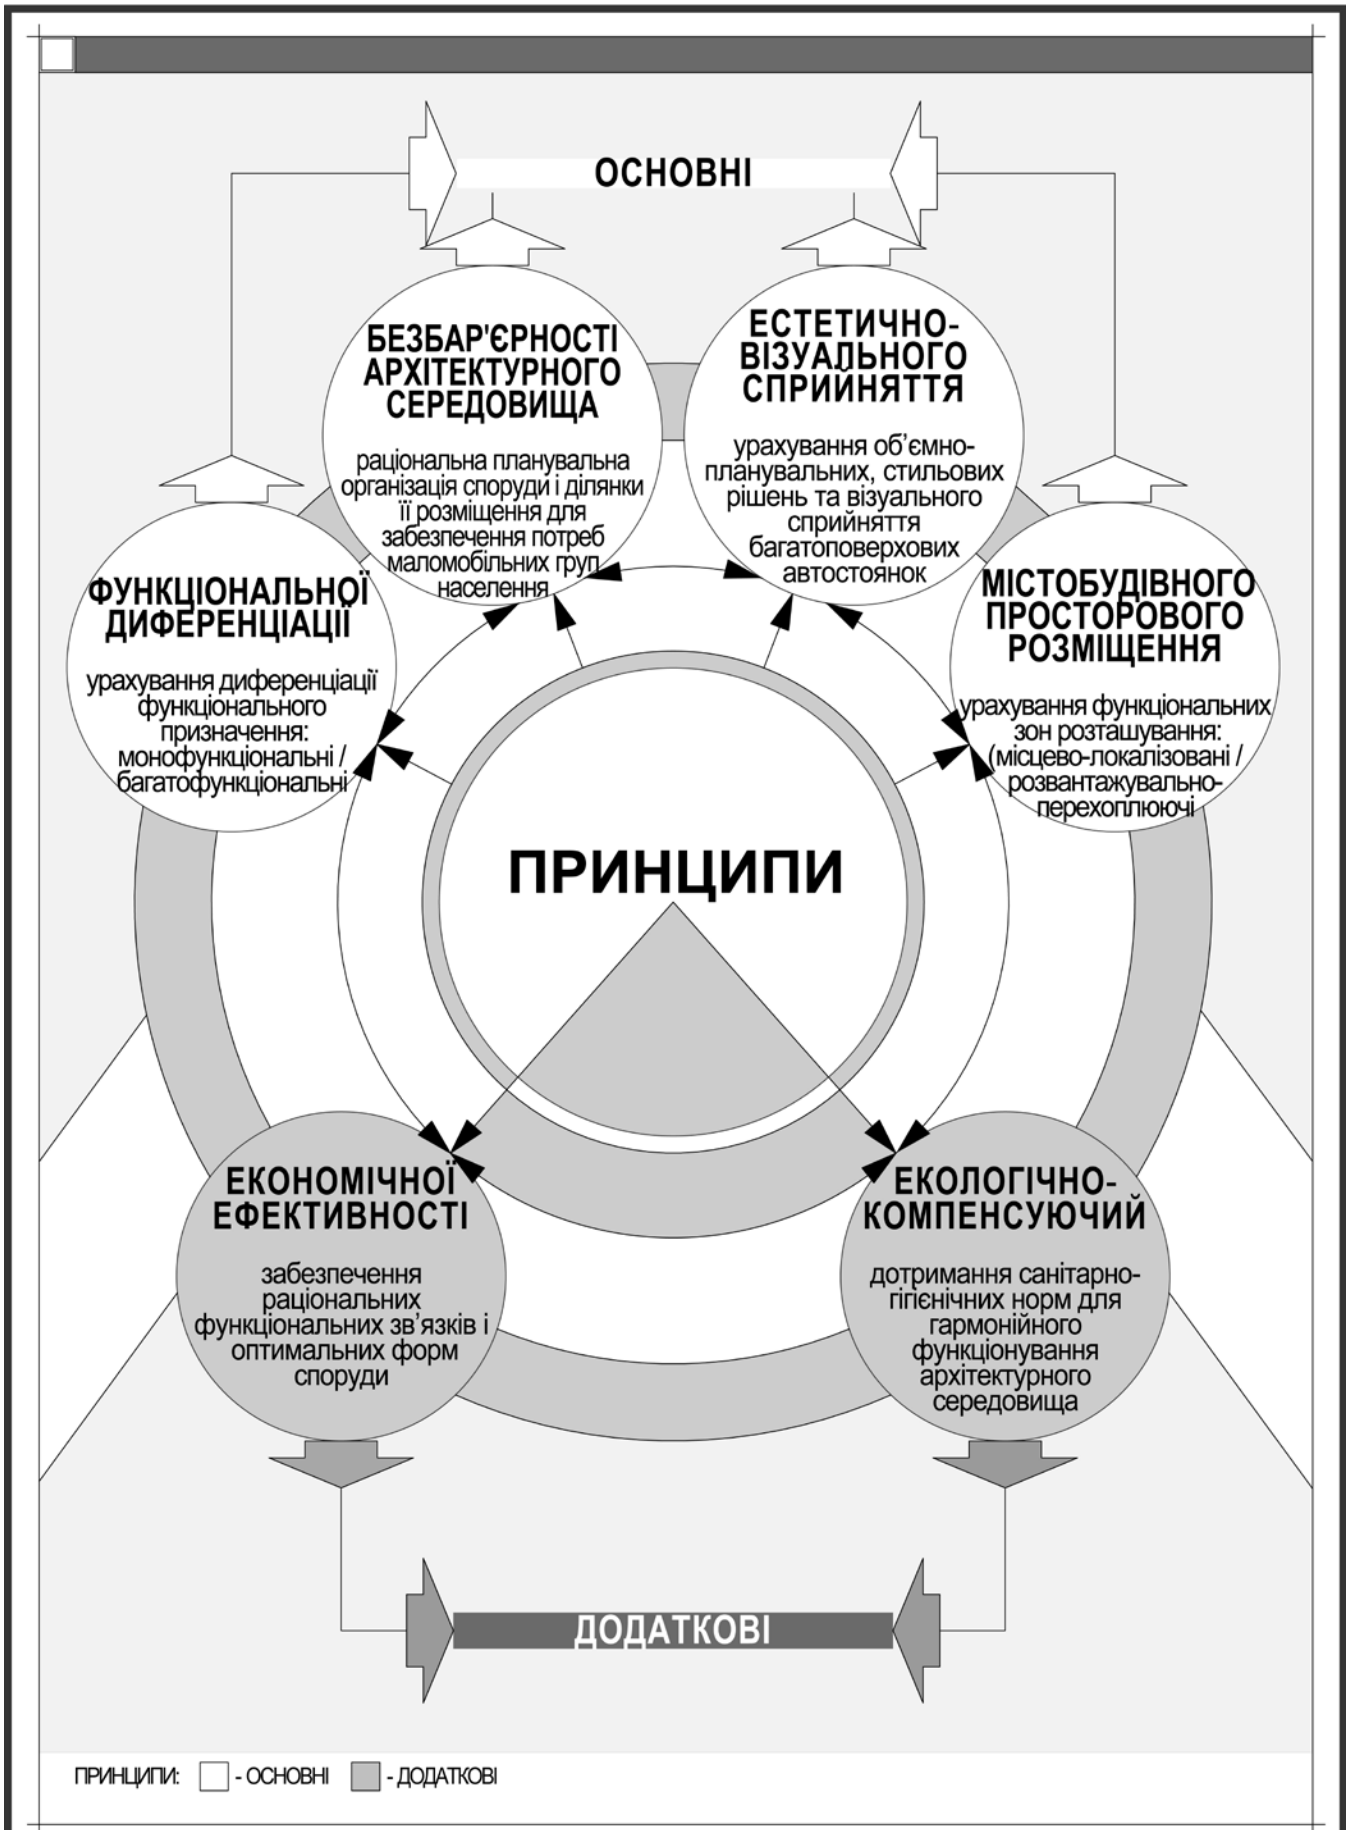 ОСНОВНІ
БЕЗБАР'ЄРНОСТІ
АРХІТЕКТУРНОГО
СЕРЕДОВИЩА
раціональна планувальна
організація споруди і ділянки
її розміщення для
забезпечення потреб
маломобільних груп
населення
ЕСТЕТИЧНО-
ВІЗУАЛЬНОГО
СПРИЙНЯТТЯ
урахування об’ємно-
планувальних, стильових
рішень та візуального
сприйняття
багатоповерхових
автостоянок
ФУНКЦІОНАЛЬНОЇ
ДИФЕРЕНЦІАЦІЇ
урахування диференціації
функціонального
призначення:
монофункціональні /
багатофункціональні
МІСТОБУДІВНОГО
ПРОСТОРОВОГО
РОЗМІЩЕННЯ
урахування функціональних
зон розташування:
(місцево-локалізовані /
розвантажувально-
перехоплюючі
ПРИНЦИПИ
ЕКОНОМІЧНОЇ
ЕФЕКТИВНОСТІ
забезпечення
раціональних
функціональних зв’язків і
оптимальних форм
споруди
ЕКОЛОГІЧНО-
КОМПЕНСУЮЧИЙ
дотримання санітарно-
гігієнічних норм для
гармонійного
функціонування
архітектурного
середовища
ДОДАТКОВІ
ПРИНЦИПИ: - ОСНОВНІ - ДОДАТКОВІ